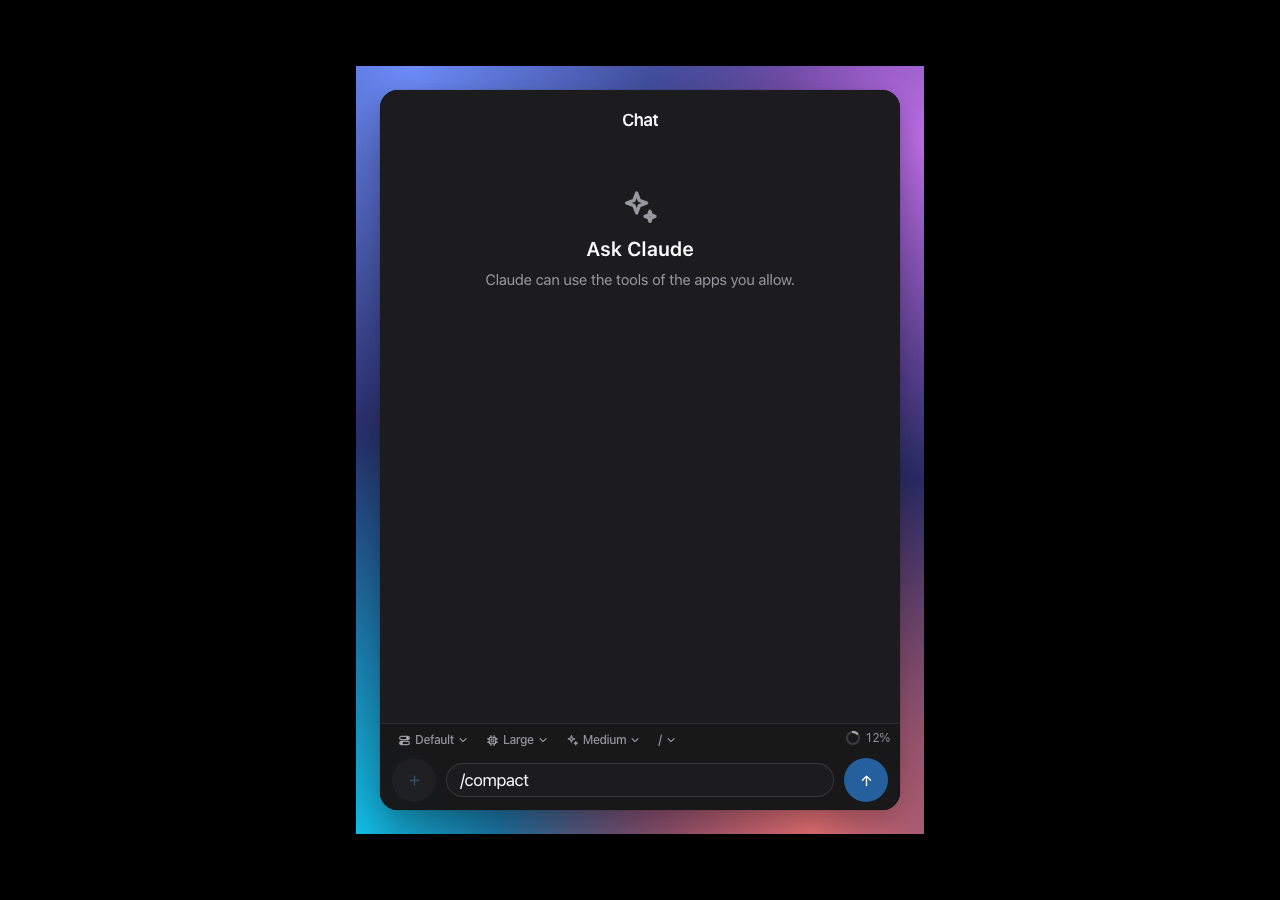 Chat
Ask Claude
Claude can use the tools of the apps you allow.
Default Large Medium / 12%
/compact